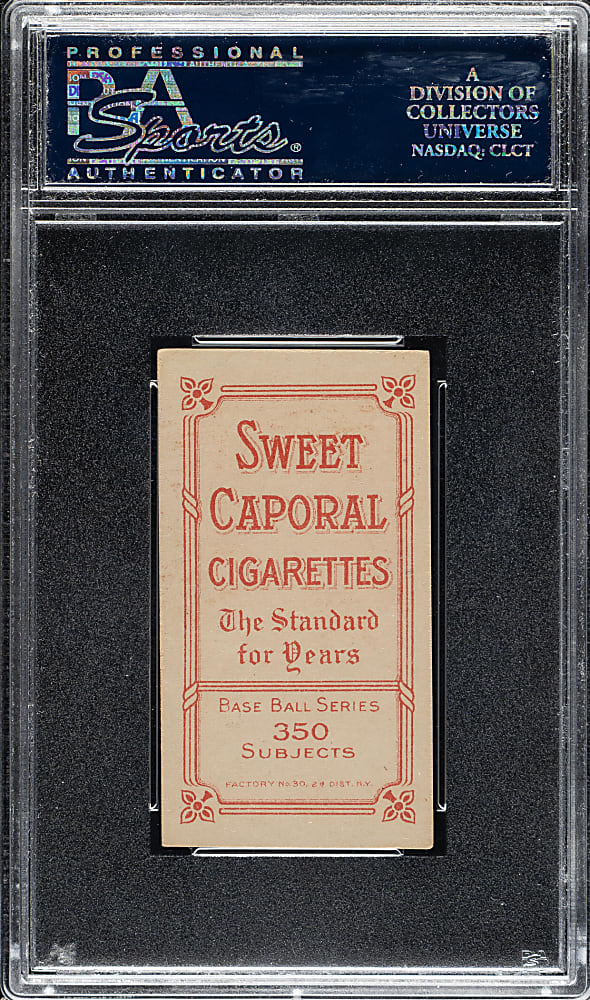 PROFESSIONAL
PSA
Sports®
AUTHENTICATOR
A
DIVISION OF
COLLECTORS
UNIVERSE
NASDAQ: CLCT
SWEET
CAPORAL
CIGARETTES
The Standard
for Years
BASE BALL SERIES
350
SUBJECTS
FACTORY No. 30, 2d DIST. N.Y.